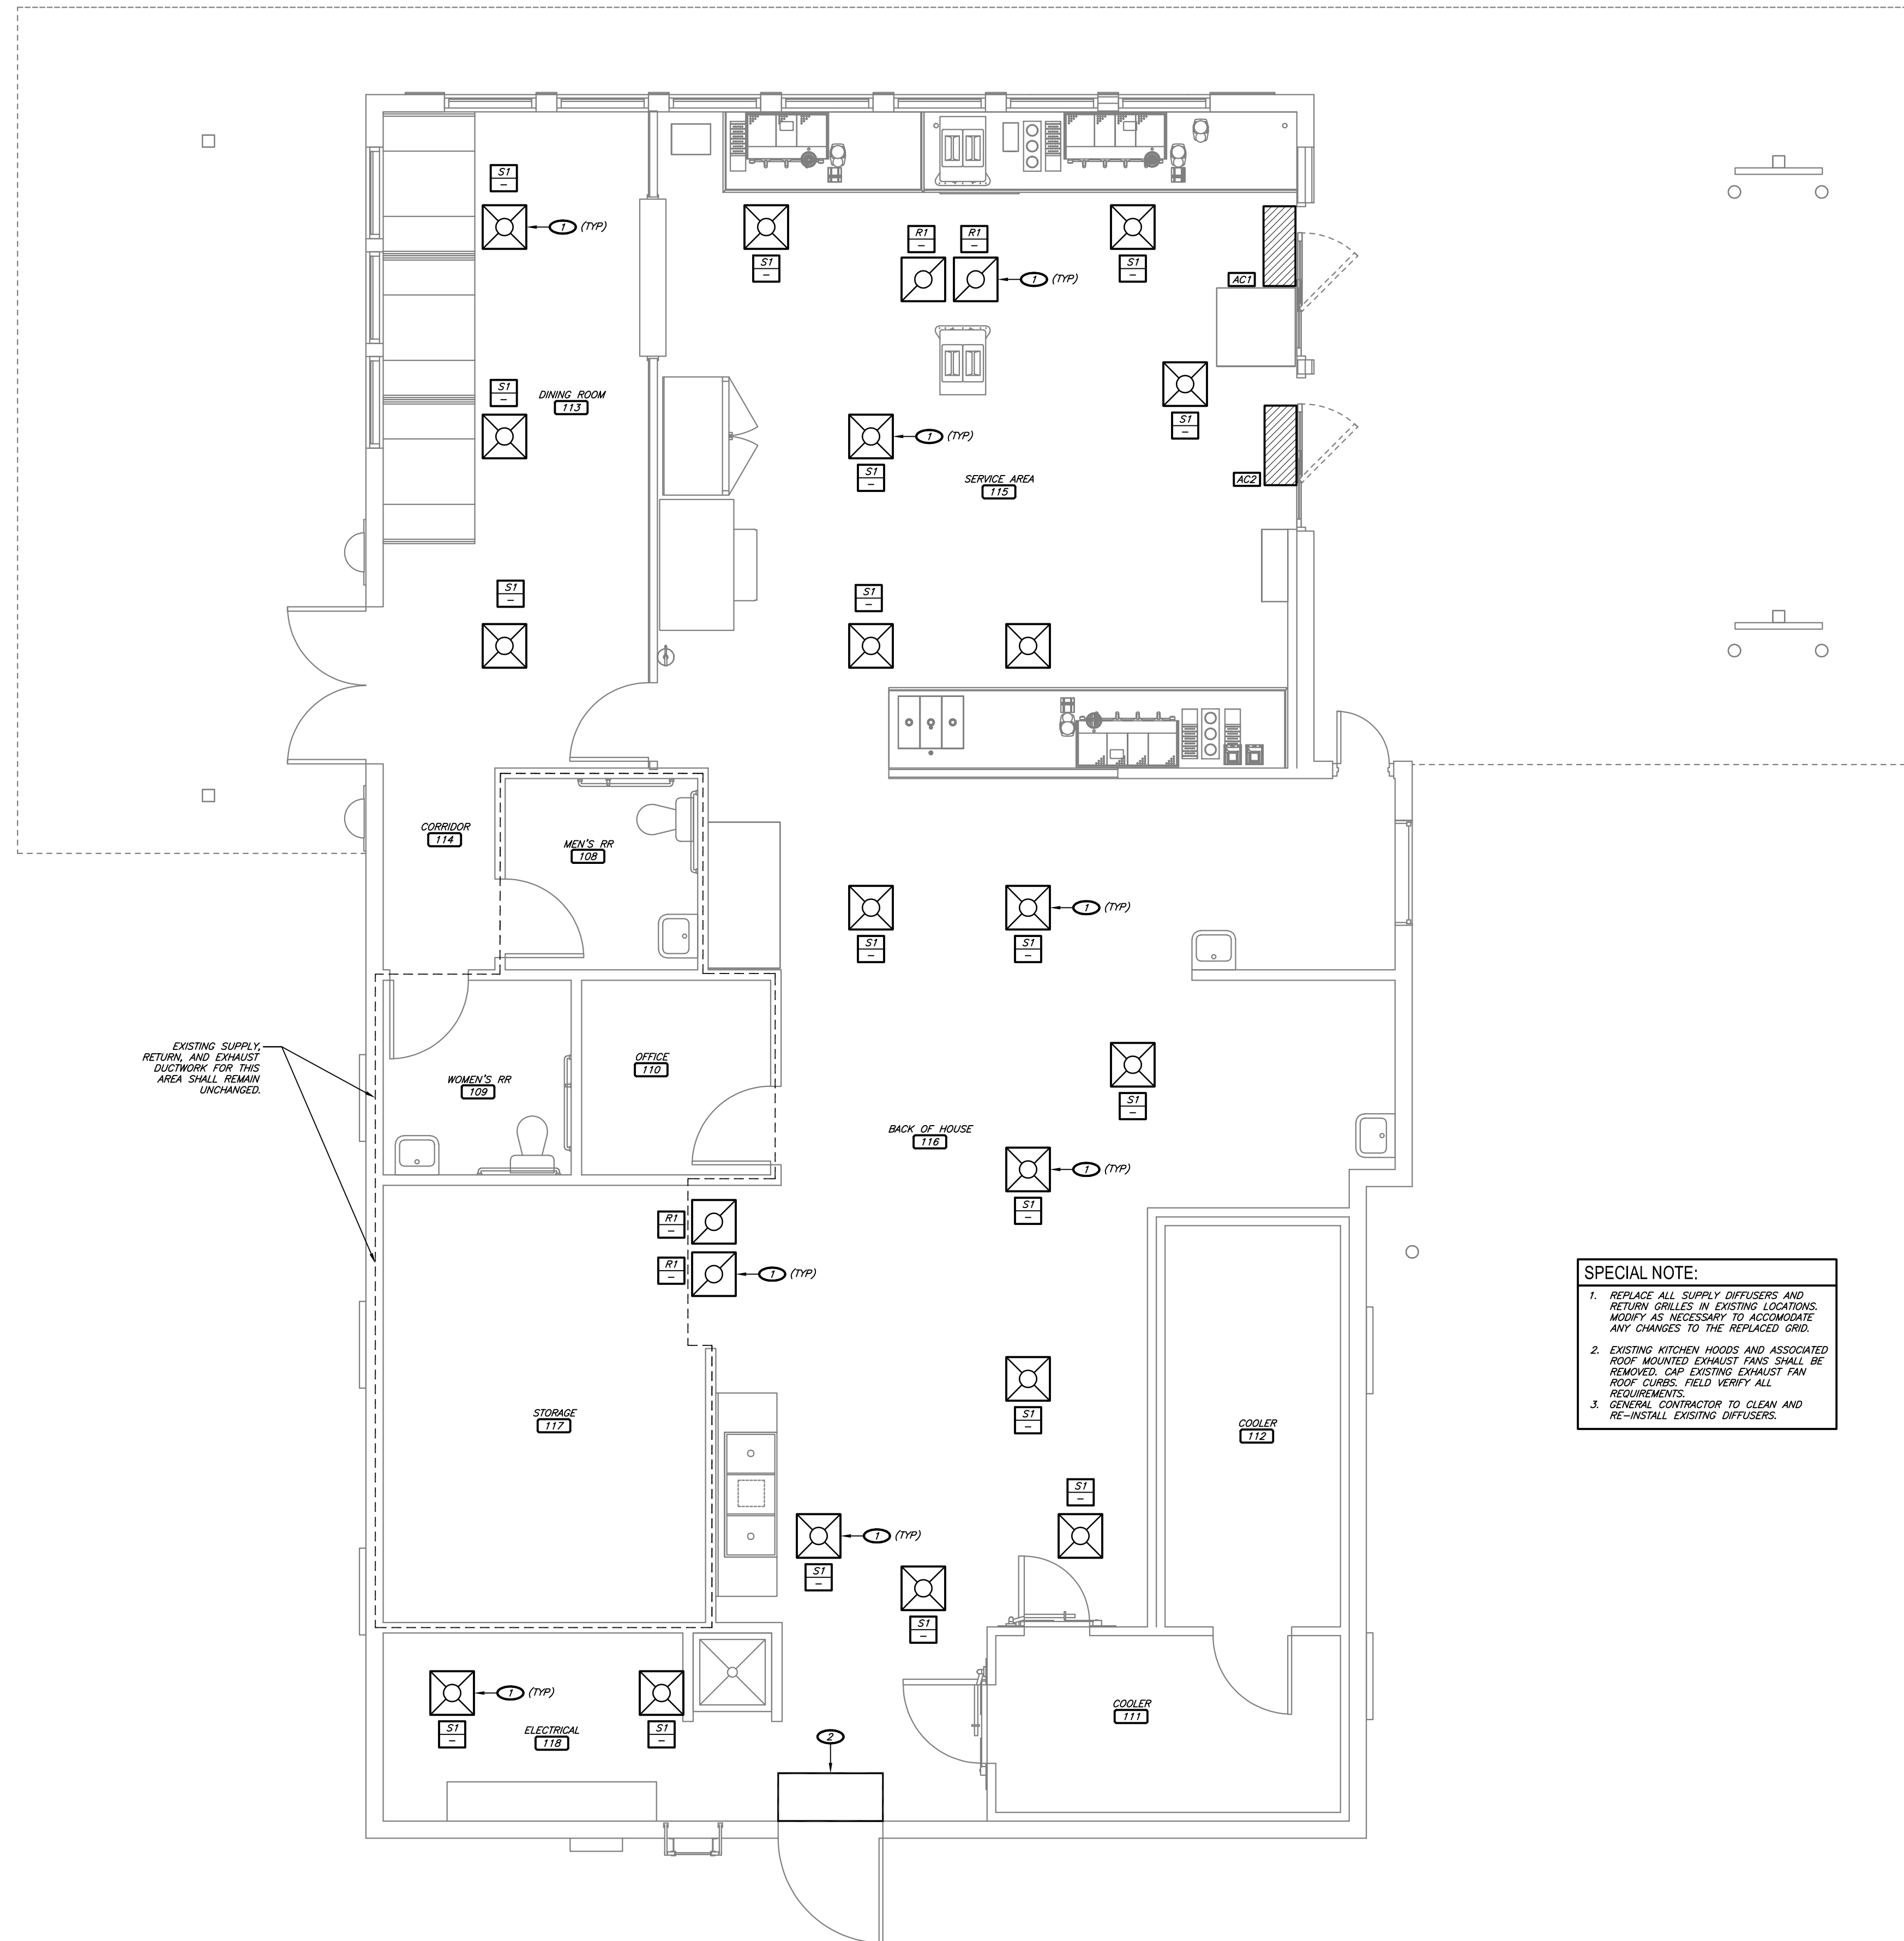 S1
–
1 (TYP)
S1
–
R1
–
R1
–
1 (TYP)
S1
–
AC1
S1
–
DINING ROOM
113
S1
–
1 (TYP)
S1
–
SERVICE AREA
115
AC2
S1
–
S1
–
CORRIDOR
114
MEN'S RR
108
S1
–
1 (TYP)
S1
–
EXISTING SUPPLY,
RETURN, AND EXHAUST
DUCTWORK FOR THIS
AREA SHALL REMAIN
UNCHANGED.
WOMEN'S RR
109
OFFICE
110
S1
–
BACK OF HOUSE
116
1 (TYP)
S1
–
R1
–
R1
–
1 (TYP)
STORAGE
117
S1
–
COOLER
112
S1
–
1 (TYP)
S1
–
S1
–
1 (TYP)
S1
–
ELECTRICAL
118
S1
–
2
COOLER
111
SPECIAL NOTE:
1. REPLACE ALL SUPPLY DIFFUSERS AND
RETURN GRILLES IN EXISTING LOCATIONS.
MODIFY AS NECESSARY TO ACCOMODATE
ANY CHANGES TO THE REPLACED GRID.
2. EXISTING KITCHEN HOODS AND ASSOCIATED
ROOF MOUNTED EXHAUST FANS SHALL BE
REMOVED. CAP EXISTING EXHAUST FAN
ROOF CURBS. FIELD VERIFY ALL
REQUIREMENTS.
3. GENERAL CONTRACTOR TO CLEAN AND
RE-INSTALL EXISITNG DIFFUSERS.